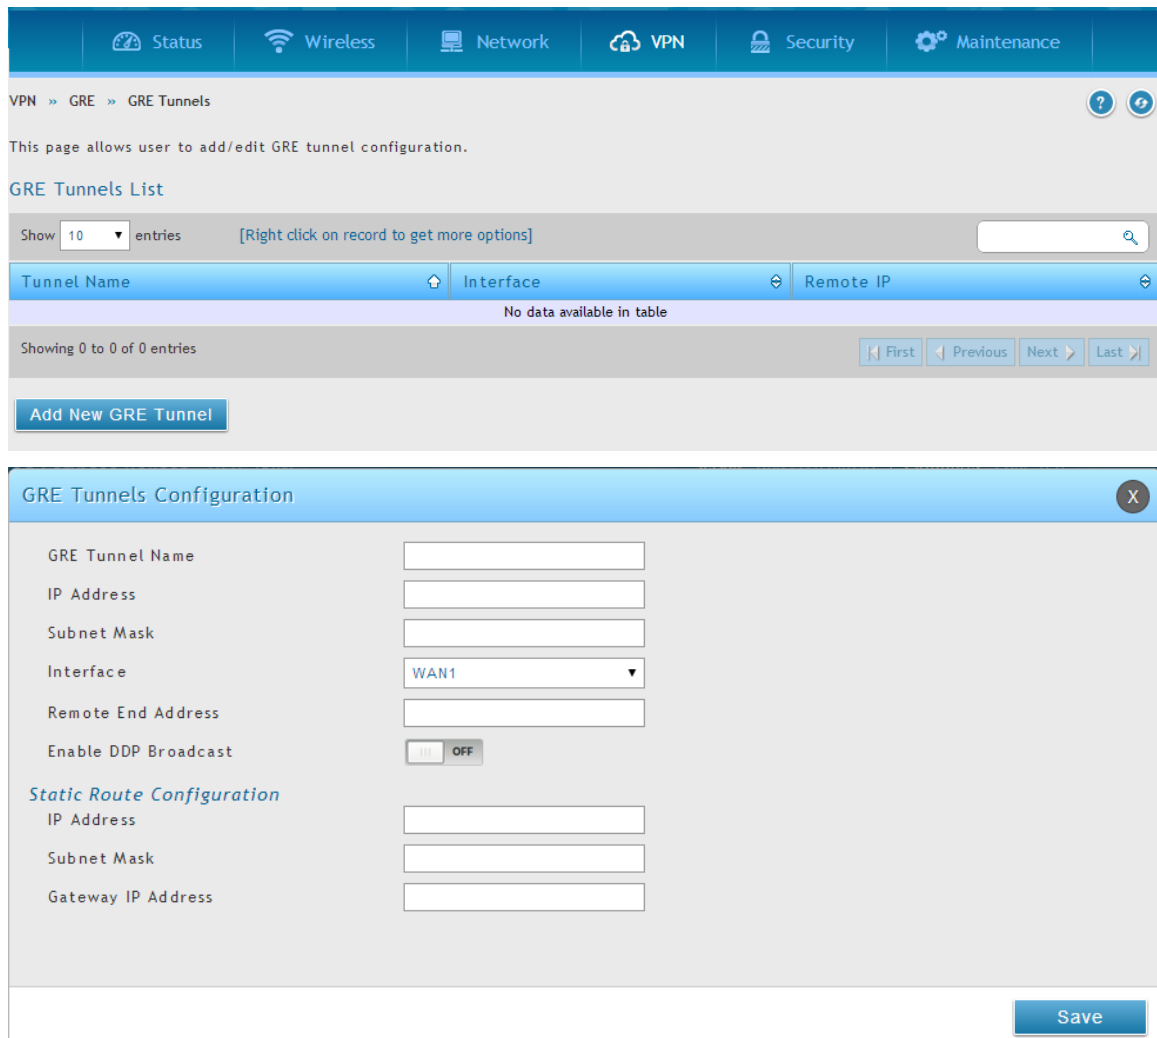 Status Wireless Network VPN Security Maintenance
VPN » GRE » GRE Tunnels
?
This page allows user to add/edit GRE tunnel configuration.
GRE Tunnels List
Show 10 entries [Right click on record to get more options]
Tunnel Name Interface Remote IP
No data available in table
Showing 0 to 0 of 0 entries First Previous Next Last
Add New GRE Tunnel
GRE Tunnels Configuration X
GRE Tunnel Name
IP Address
Subnet Mask
Interface WAN1
Remote End Address
Enable DDP Broadcast OFF
Static Route Configuration
IP Address
Subnet Mask
Gateway IP Address
Save